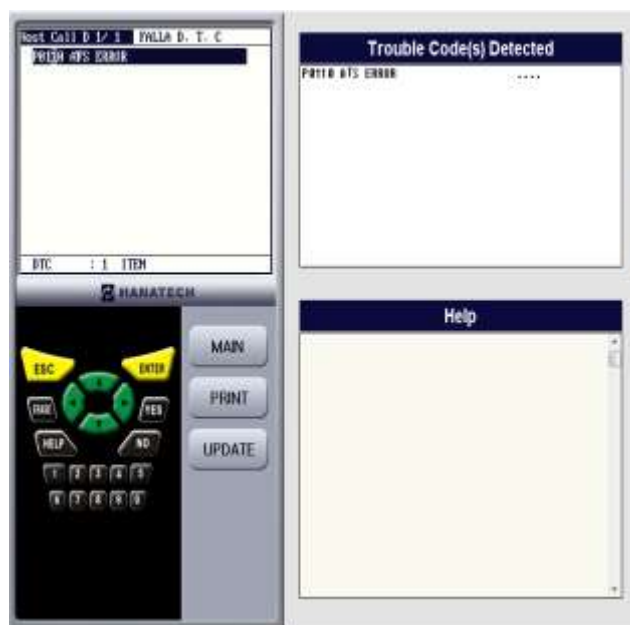 Host Call D 1/ 1 FALLA D. T. C
P0110 ATS ERROR
DTC : 1 ITEM
HANATECH
ESC
ENTER
YES
HELP
NO
1 2 3 4 5
6 7 8 9 0
MAIN
PRINT
UPDATE
Trouble Code(s) Detected
P0110 ATS ERROR ....
Help